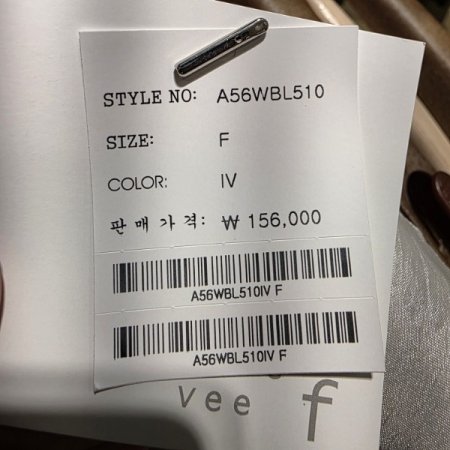 STYLE NO: A56WBL510
SIZE: F
COLOR: IV
판매가격: ₩ 156,000
A56WBL510IV F
A56WBL510IV F
vee f